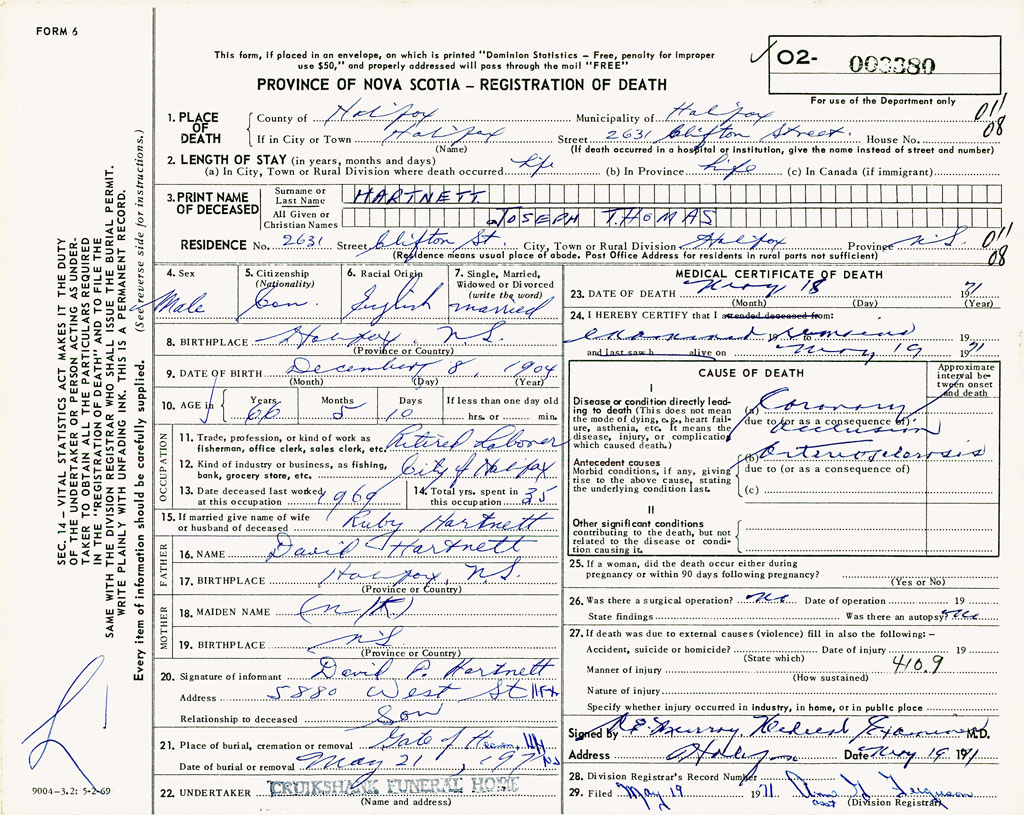 FORM 6
This form, if placed in an envelope, on which is printed "Dominion Statistics – Free, penalty for improper
use $50," and properly addressed will pass through the mail "FREE"
PROVINCE OF NOVA SCOTIA – REGISTRATION OF DEATH
02- 003380
For use of the Department only
1. PLACE OF DEATH
County of Halifax Municipality of Halifax 011
If in City or Town Halifax Street 2631 Clifton Street. House No. 08
(Name) (If death occurred in a hospital or institution, give the name instead of street and number)
2. LENGTH OF STAY (in years, months and days)
(a) In City, Town or Rural Division where death occurred Life (b) In Province Life (c) In Canada (if immigrant)
3. PRINT NAME OF DECEASED
Surname or Last Name HARTNETT
All Given or Christian Names JOSEPH THOMAS
RESIDENCE No. 2631 Street Clifton St. City, Town or Rural Division Halifax Province N.S. 011
(Residence means usual place of abode. Post Office Address for residents in rural parts not sufficient) 08
4. Sex Male
5. Citizenship (Nationality) Can.
6. Racial Origin English
7. Single, Married, Widowed or Divorced (write the word) married
8. BIRTHPLACE Halifax N.S.
(Province or Country)
9. DATE OF BIRTH December 8, 1904
(Month) (Day) (Year)
10. AGE in Years 66 Months 5 Days 10 If less than one day old hrs. or min.
OCCUPATION
11. Trade, profession, or kind of work as fisherman, office clerk, sales clerk, etc. Retired Laborer
12. Kind of industry or business, as fishing, bank, grocery store, etc. City of Halifax
13. Date deceased last worked at this occupation 1969
14. Total yrs. spent in this occupation 35
15. If married give name of wife or husband of deceased Ruby Hartnett
FATHER
16. NAME David Hartnett
17. BIRTHPLACE Halifax, N.S.
(Province or Country)
MOTHER
18. MAIDEN NAME (N/K)
19. BIRTHPLACE N.S
(Province or Country)
20. Signature of informant David P. Hartnett
Address 5880 West St Hfx
Relationship to deceased Son
21. Place of burial, cremation or removal Gate of H
Date of burial or removal May 21, 197
22. UNDERTAKER CRUIKSHANK FUNERAL HOME
(Name and address)
MEDICAL CERTIFICATE OF DEATH
23. DATE OF DEATH May 18 1971
(Month) (Day) (Year)
24. I HEREBY CERTIFY that I attended deceased from:
examined remains 19
and last saw h alive on May 19 1971
CAUSE OF DEATH
Approximate interval between onset and death
I
Disease or condition directly leading to death (This does not mean the mode of dying, e.g., heart failure, asthenia, etc. It means the disease, injury, or complication which caused death.)
(a) Coronary occlusion
due to (or as a consequence of)
Antecedent causes
Morbid conditions, if any, giving rise to the above cause, stating the underlying condition last.
(b) Arteriosclerosis
due to (or as a consequence of)
(c)
II
Other significant conditions contributing to the death, but not related to the disease or condition causing it.
25. If a woman, did the death occur either during pregnancy or within 90 days following pregnancy?
(Yes or No)
26. Was there a surgical operation? no Date of operation 19
State findings Was there an autopsy? no
27. If death was due to external causes (violence) fill in also the following:–
Accident, suicide or homicide? Date of injury 19
(State which)
Manner of injury 410.9
(How sustained)
Nature of injury
Specify whether injury occurred in industry, in home, or in public place
Signed by Murray Medical Examiner M.D.
Address Halifax Date May 19 1971
28. Division Registrar's Record Number
29. Filed May 19 1971 Ferguson
asst (Division Registrar)
SEC. 14 – VITAL STATISTICS ACT MAKES IT THE DUTY
OF THE UNDERTAKER OR PERSON ACTING AS UNDER-
TAKER TO OBTAIN ALL THE PARTICULARS REQUIRED
IN THE "REGISTRATION OF DEATH" AND TO FILE THE
SAME WITH THE DIVISION REGISTRAR WHO SHALL ISSUE THE BURIAL PERMIT.
WRITE PLAINLY WITH UNFADING INK. THIS IS A PERMANENT RECORD.
Every item of information should be carefully supplied. (See reverse side for instructions.)
9004-3.2: 5-2-69